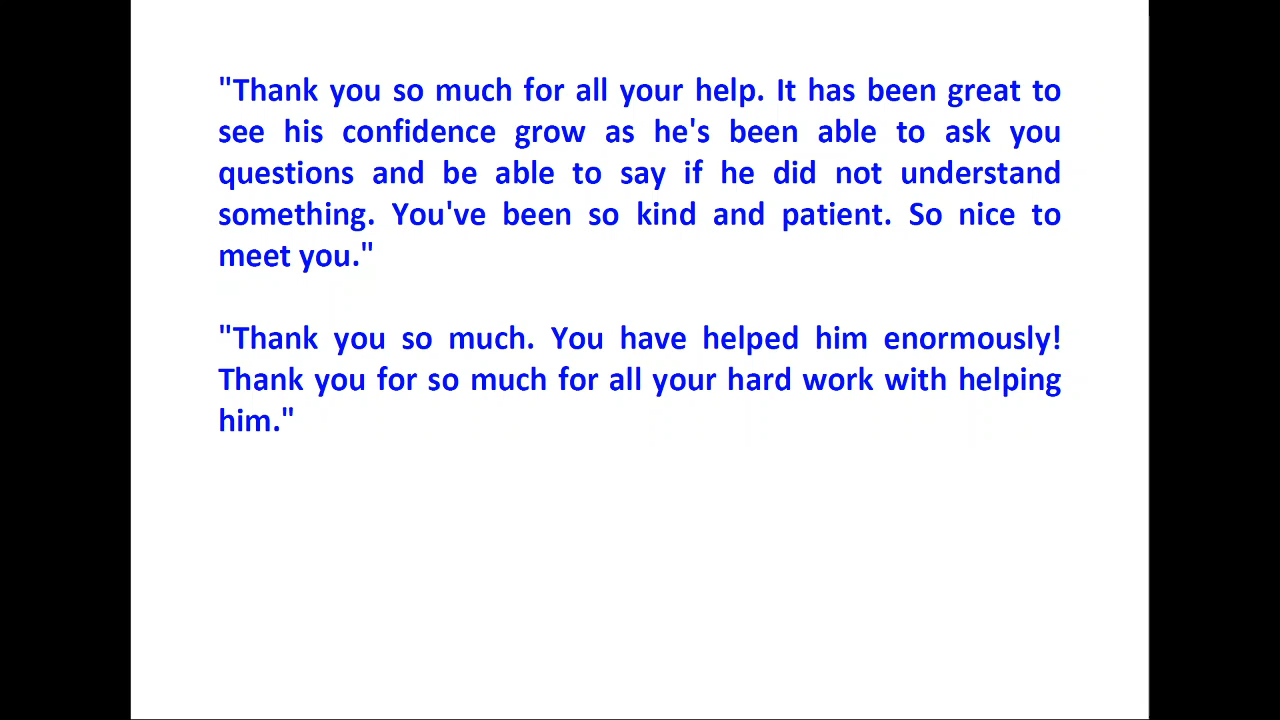 "Thank you so much for all your help. It has been great to
see his confidence grow as he's been able to ask you
questions and be able to say if he did not understand
something. You've been so kind and patient. So nice to
meet you."
"Thank you so much. You have helped him enormously!
Thank you for so much for all your hard work with helping
him."